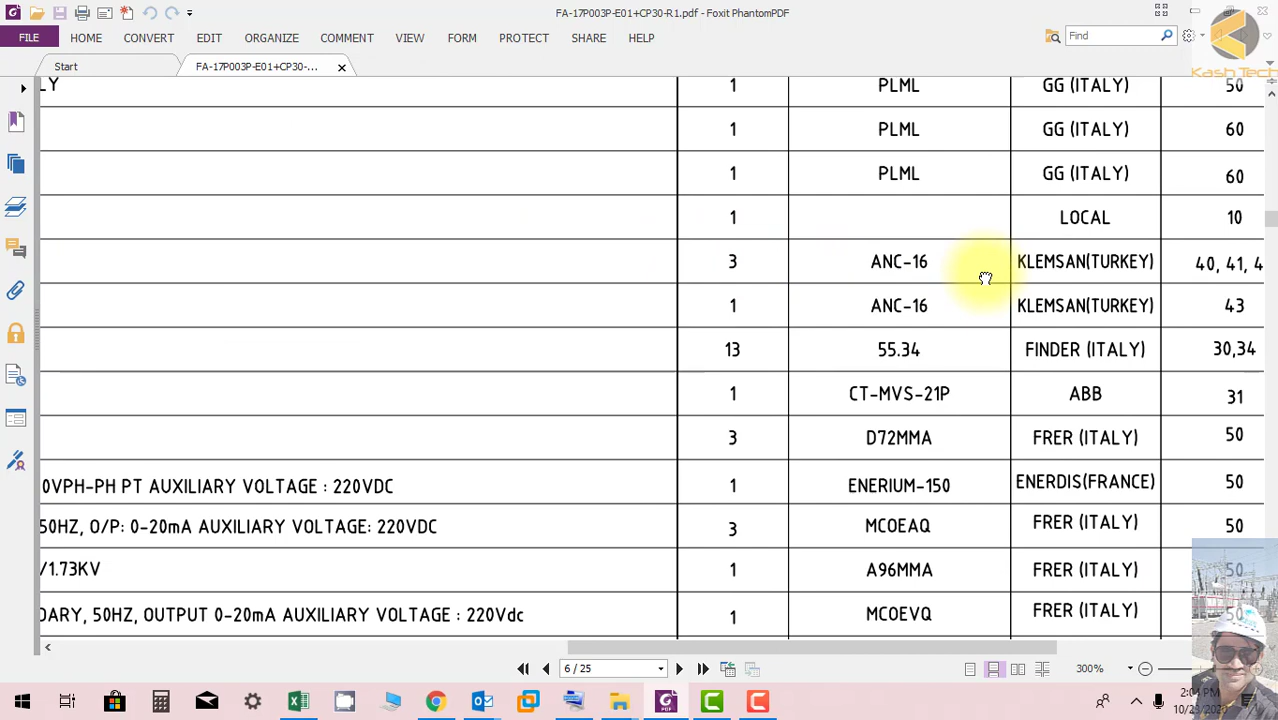 FA-17P003P-E01+CP30-R1.pdf - Foxit PhantomPDF
FILE HOME CONVERT EDIT ORGANIZE COMMENT VIEW FORM PROTECT SHARE HELP
Find
Kash Tech
Start FA-17P003P-E01+CP30-...
LY 1 PLML GG (ITALY) 50
1 PLML GG (ITALY) 60
1 PLML GG (ITALY) 60
1 LOCAL 10
3 ANC-16 KLEMSAN(TURKEY) 40, 41, 4
1 ANC-16 KLEMSAN(TURKEY) 43
13 55.34 FINDER (ITALY) 30,34
1 CT-MVS-21P ABB 31
3 D72MMA FRER (ITALY) 50
0VPH-PH PT AUXILIARY VOLTAGE : 220VDC 1 ENERIUM-150 ENERDIS(FRANCE) 50
50HZ, O/P: 0-20mA AUXILIARY VOLTAGE: 220VDC 3 MCOEAQ FRER (ITALY) 50
/1.73KV 1 A96MMA FRER (ITALY) 50
DARY, 50HZ, OUTPUT 0-20mA AUXILIARY VOLTAGE : 220Vdc 1 MCOEVQ FRER (ITALY) 50
6 / 25 300%
2:04 PM